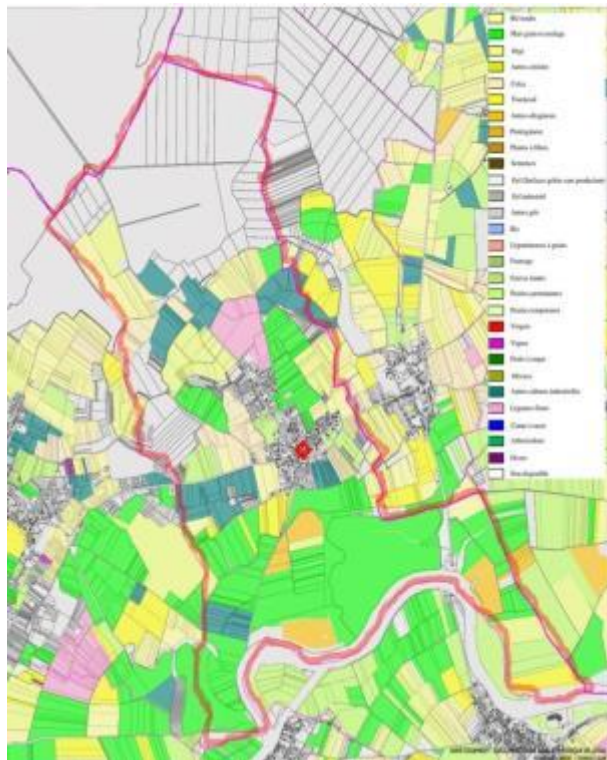 Blé tendre
Maïs grain et ensilage
Orge
Autres céréales
Colza
Tournesol
Autres oléagineux
Protéagineux
Plantes à fibres
Semences
Gel (Surfaces gelées sans production)
Gel industriel
Autres gels
Riz
Légumineuses à grains
Fourrage
Estives landes
Prairies permanentes
Prairies temporaires
Vergers
Vignes
Fruits à coque
Oliviers
Autres cultures industrielles
Légumes-fleurs
Canne à sucre
Arboriculture
Divers
Non disponible